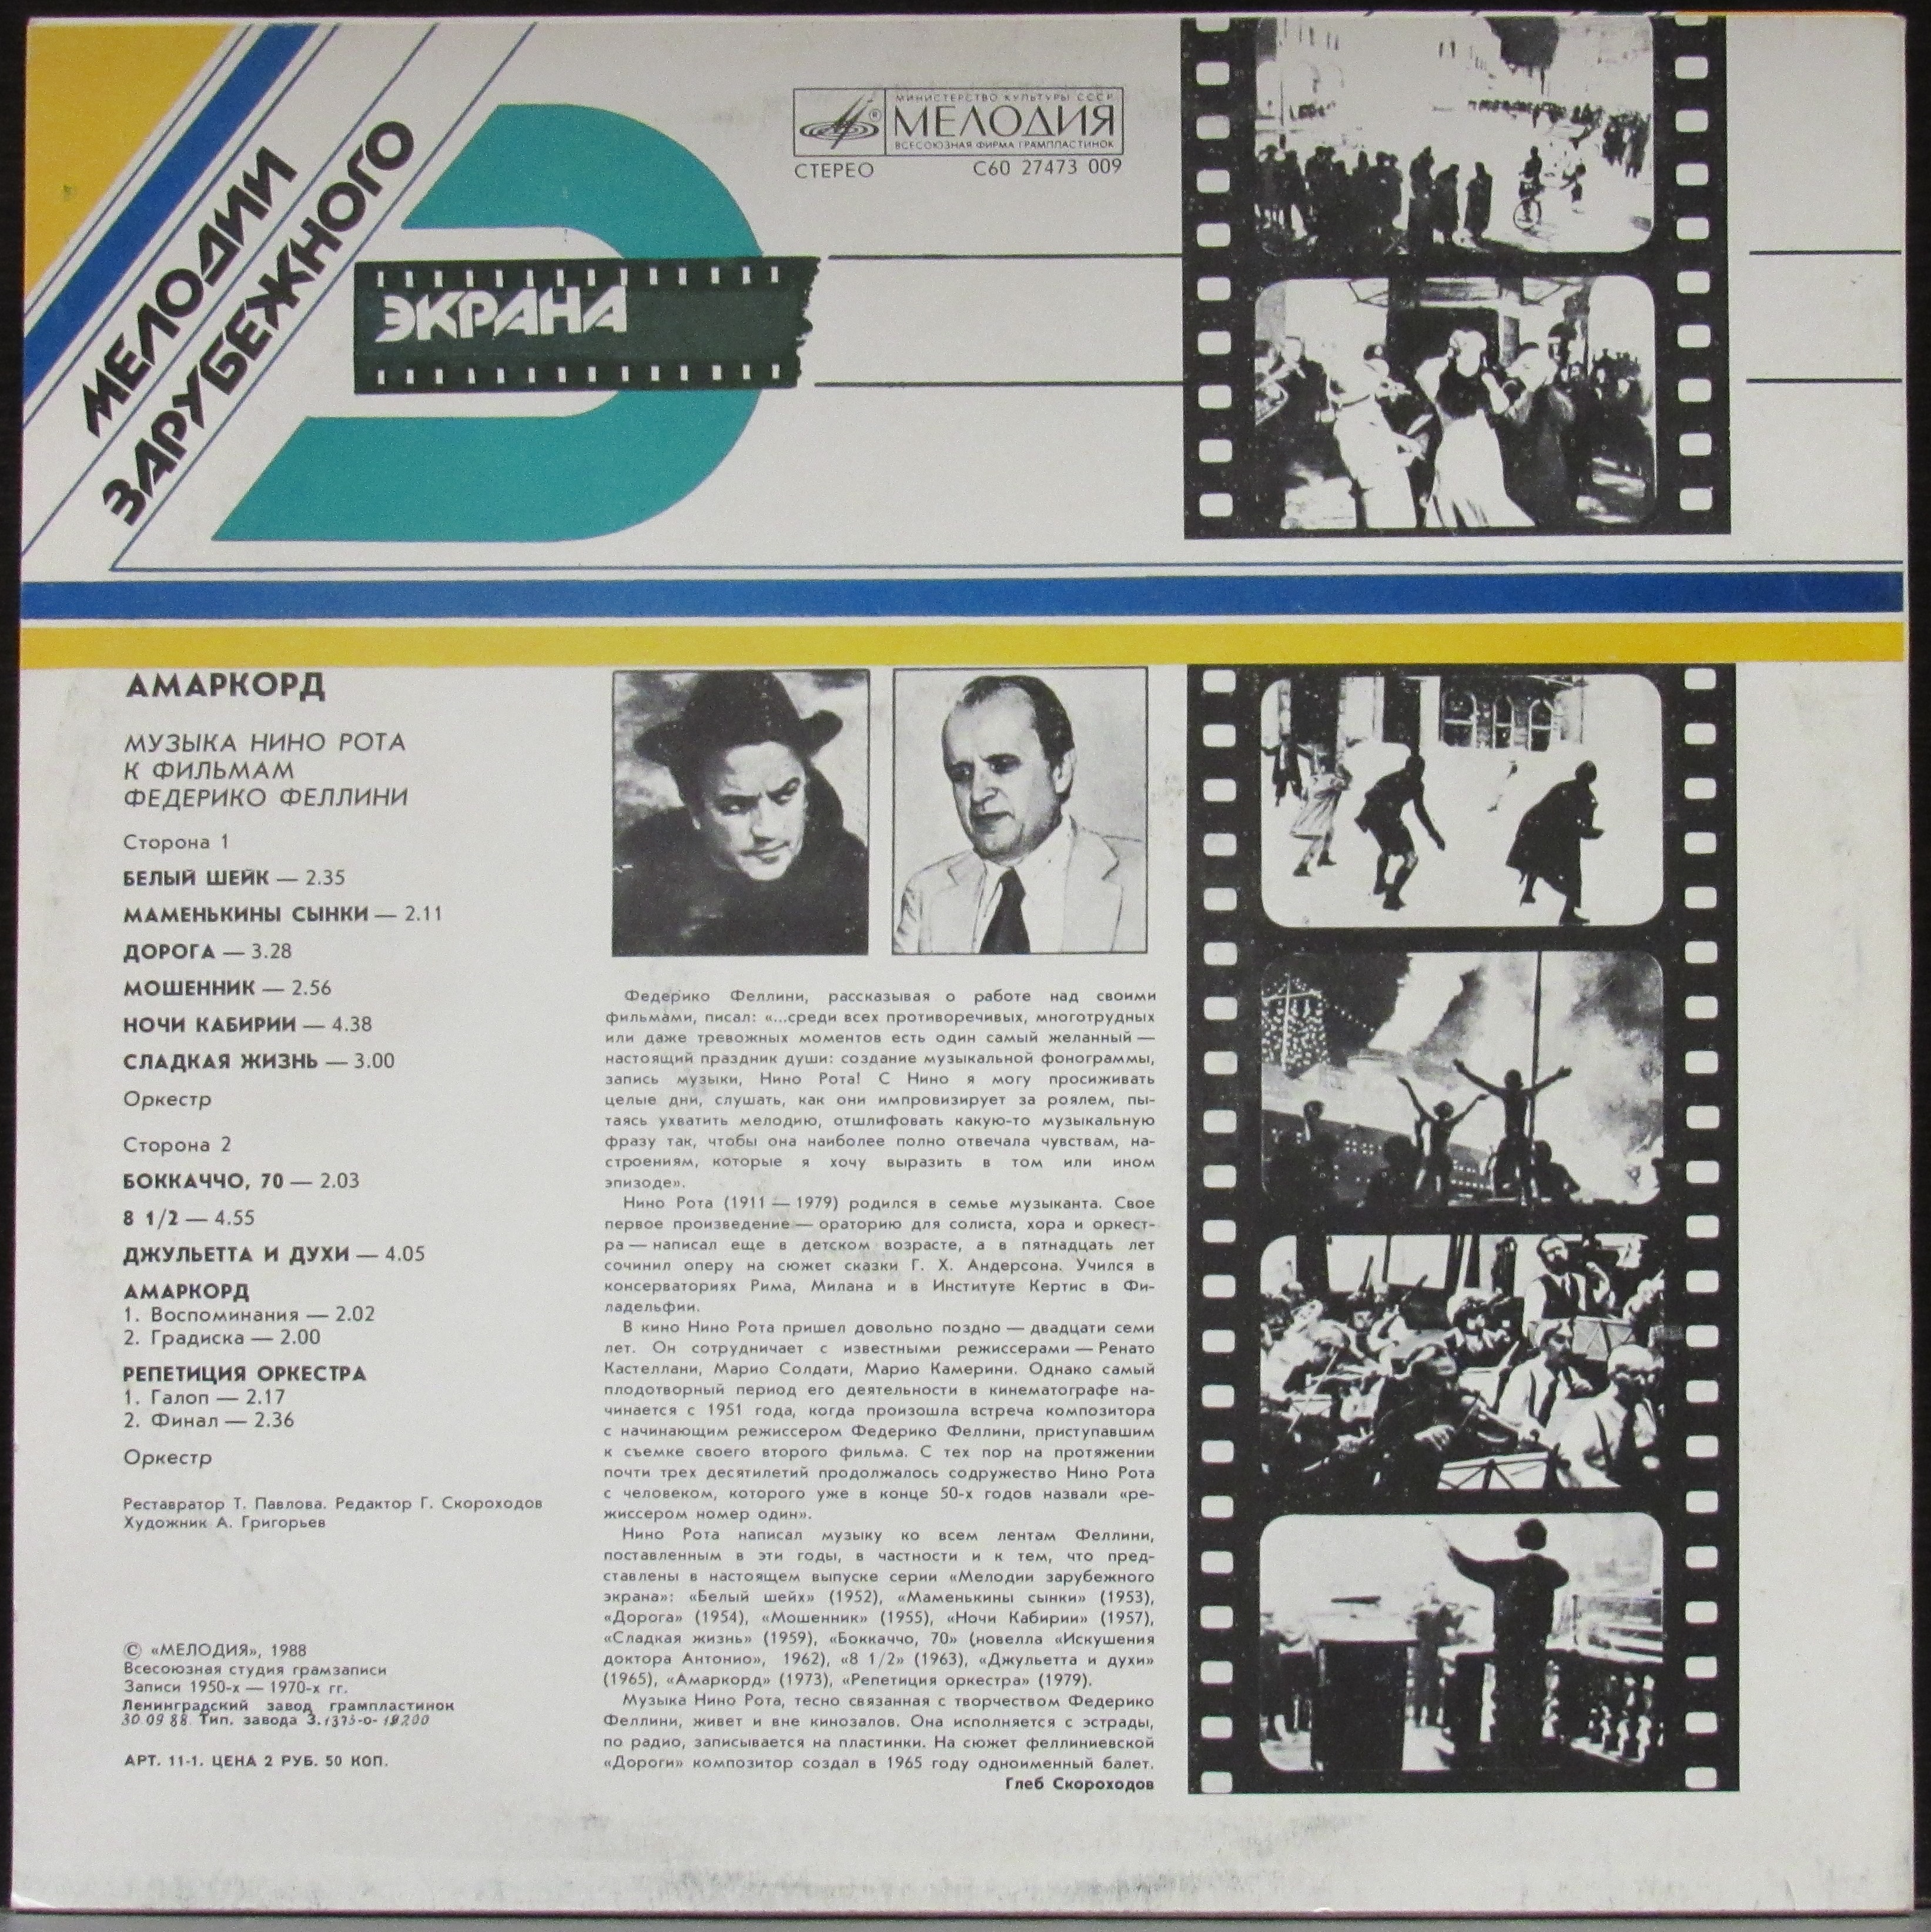 МЕЛОДИИ
ЗАРУБЕЖНОГО
ЭКРАНА
МИНИСТЕРСТВО КУЛЬТУРЫ СССР
МЕЛОДИЯ
ВСЕСОЮЗНАЯ ФИРМА ГРАМПЛАСТИНОК
СТЕРЕО С60 27473 009
АМАРКОРД
МУЗЫКА НИНО РОТА
К ФИЛЬМАМ
ФЕДЕРИКО ФЕЛЛИНИ
Сторона 1
БЕЛЫЙ ШЕЙК — 2.35
МАМЕНЬКИНЫ СЫНКИ — 2.11
ДОРОГА — 3.28
МОШЕННИК — 2.56
НОЧИ КАБИРИИ — 4.38
СЛАДКАЯ ЖИЗНЬ — 3.00
Оркестр
Сторона 2
БОККАЧЧО, 70 — 2.03
8 1/2 — 4.55
ДЖУЛЬЕТТА И ДУХИ — 4.05
АМАРКОРД
1. Воспоминания — 2.02
2. Градиска — 2.00
РЕПЕТИЦИЯ ОРКЕСТРА
1. Галоп — 2.17
2. Финал — 2.36
Оркестр
Реставратор Т. Павлова. Редактор Г. Скороходов
Художник А. Григорьев
© «МЕЛОДИЯ», 1988
Всесоюзная студия грамзаписи
Записи 1950-х — 1970-х гг.
Ленинградский завод грампластинок
30.09.88. Тип. завода З.1375-о-18200
АРТ. 11-1. ЦЕНА 2 РУБ. 50 КОП.
Федерико Феллини, рассказывая о работе над своими
фильмами, писал: «...среди всех противоречивых, многотрудных
или даже тревожных моментов есть один самый желанный —
настоящий праздник души: создание музыкальной фонограммы,
запись музыки, Нино Рота! С Нино я могу просиживать
целые дни, слушать, как они импровизирует за роялем, пы-
таясь ухватить мелодию, отшлифовать какую-то музыкальную
фразу так, чтобы она наиболее полно отвечала чувствам, на-
строениям, которые я хочу выразить в том или ином
эпизоде».
Нино Рота (1911 — 1979) родился в семье музыканта. Свое
первое произведение — ораторию для солиста, хора и оркест-
ра — написал еще в детском возрасте, а в пятнадцать лет
сочинил оперу на сюжет сказки Г. Х. Андерсона. Учился в
консерваториях Рима, Милана и в Институте Кертис в Фи-
ладельфии.
В кино Нино Рота пришел довольно поздно — двадцати семи
лет. Он сотрудничает с известными режиссерами — Ренато
Кастеллани, Марио Солдати, Марио Камерини. Однако самый
плодотворный период его деятельности в кинематографе на-
чинается с 1951 года, когда произошла встреча композитора
с начинающим режиссером Федерико Феллини, приступавшим
к съемке своего второго фильма. С тех пор на протяжении
почти трех десятилетий продолжалось содружество Нино Рота
с человеком, которого уже в конце 50-х годов назвали «ре-
жиссером номер один».
Нино Рота написал музыку ко всем лентам Феллини,
поставленным в эти годы, в частности и к тем, что пред-
ставлены в настоящем выпуске серии «Мелодии зарубежного
экрана»: «Белый шейх» (1952), «Маменькины сынки» (1953),
«Дорога» (1954), «Мошенник» (1955), «Ночи Кабирии» (1957),
«Сладкая жизнь» (1959), «Боккаччо, 70» (новелла «Искушения
доктора Антонио», 1962), «8 1/2» (1963), «Джульетта и духи»
(1965), «Амаркорд» (1973), «Репетиция оркестра» (1979).
Музыка Нино Рота, тесно связанная с творчеством Федерико
Феллини, живет и вне кинозалов. Она исполняется с эстрады,
по радио, записывается на пластинки. На сюжет феллиниевской
«Дороги» композитор создал в 1965 году одноименный балет.
Глеб Скороходов